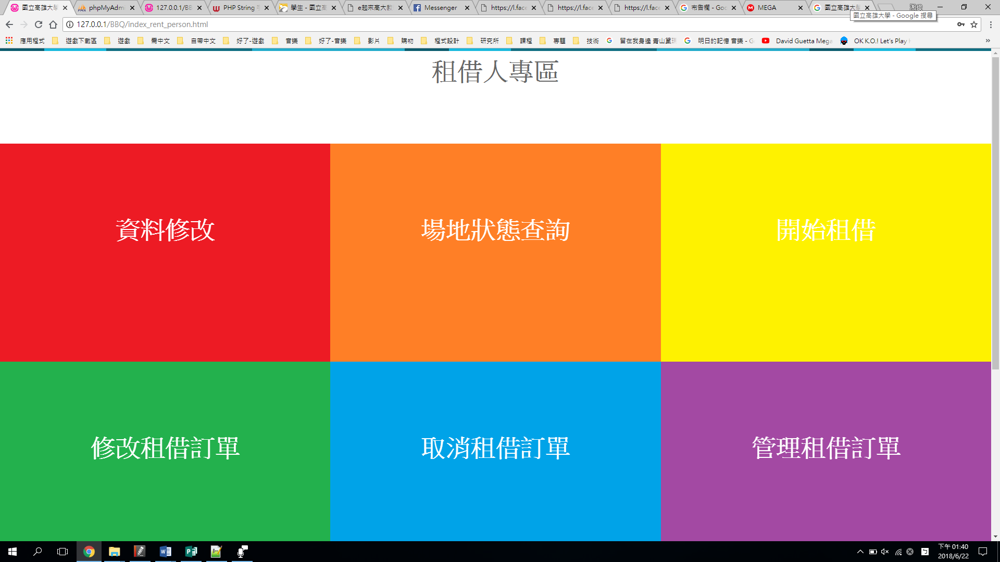 國立高雄大學
phpMyAdm
127.0.0.1/BB
PHP String
學生 - 國立高
e起來高大教
Messenger
https://l.face
https://l.face
https://l.face
布告欄 - Goo
MEGA
國立高雄大學
湘俊
國立高雄大學 - Google 搜尋
127.0.0.1/BBQ/index_rent_person.html
應用程式
遊戲下載區
遊戲
需中文
自帶中文
好了-遊戲
音樂
好了-音樂
影片
購物
程式設計
研究所
課程
專題
技術
留在我身邊 青山黛瑪
明日的記憶 音樂 - G
David Guetta Mega
OK K.O.! Let's Play
租借人專區
資料修改
場地狀態查詢
開始租借
修改租借訂單
取消租借訂單
管理租借訂單
下午 01:40
2018/6/22